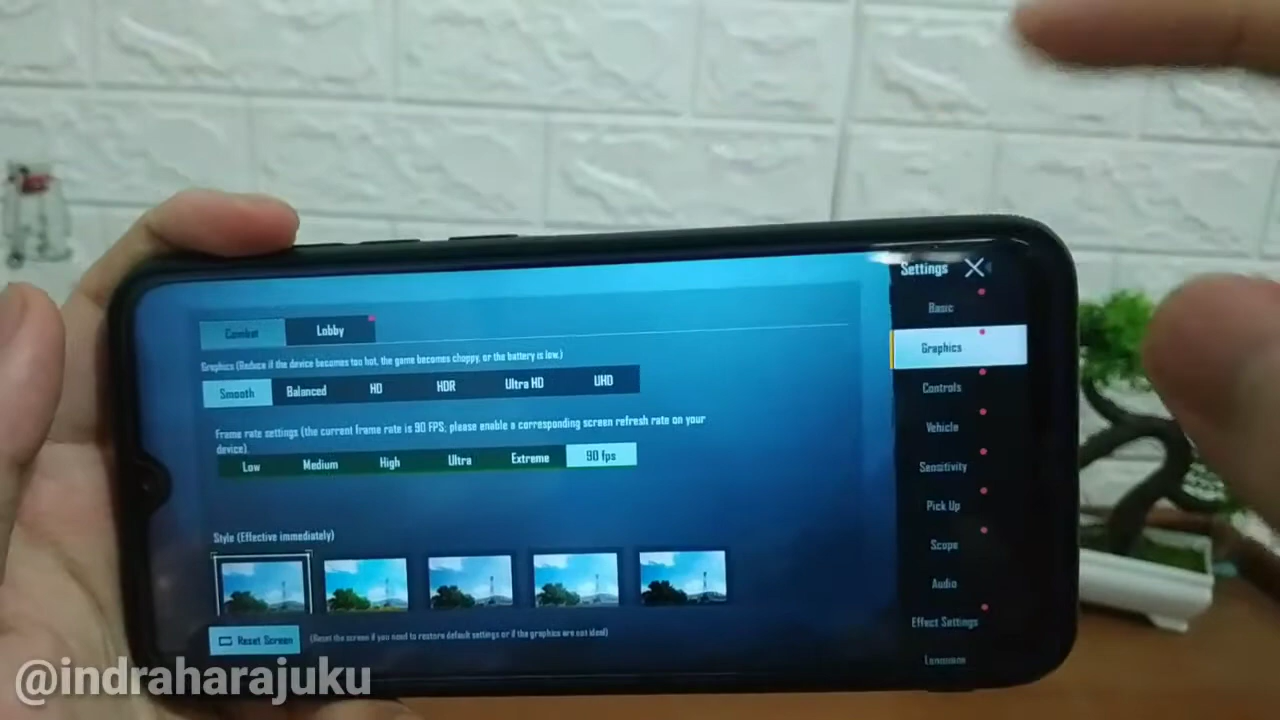 Settings
Combat Lobby
Graphics (Reduce if the device becomes too hot, the game becomes choppy, or the battery is low.)
Smooth Balanced HD HDR Ultra HD UHD
Frame rate settings (the current frame rate is 90 FPS; please enable a corresponding screen refresh rate on your
device).
Low Medium High Ultra Extreme 90 fps
Style (Effective immediately)
Reset Screen (Reset the screen if you need to restore default settings or if the graphics are not ideal)
Basic
Graphics
Controls
Vehicle
Sensitivity
Pick Up
Scope
Audio
Effect Settings
Language
@indraharajuku